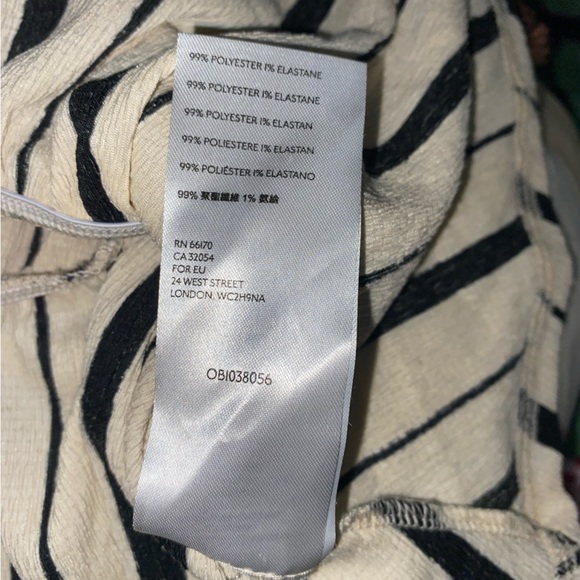 99% POLYESTER 1% ELASTANE
99% POLYESTER 1% ELASTANE
99% POLYESTER 1% ELASTAN
99% POLIESTERE 1% ELASTAN
99% POLIÉSTER 1% ELASTANO
99% 聚酯纖維 1% 氨綸
RN 66170
CA 32054
FOR EU
24 WEST STREET
LONDON, WC2H9NA
OB1038056